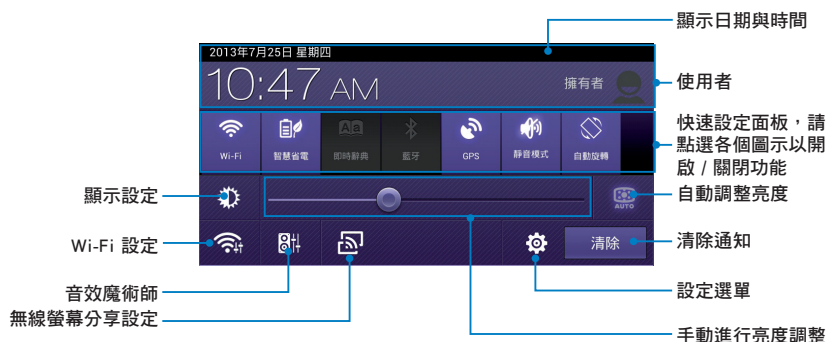 顯示日期與時間
2013年7月25日 星期四
10:47 AM
擁有者
使用者
快速設定面板，請
點選各個圖示以開
啟 / 關閉功能
Wi-Fi
智慧省電
即時辭典
藍牙
GPS
靜音模式
自動旋轉
顯示設定
AUTO
自動調整亮度
Wi-Fi 設定
清除
清除通知
音效魔術師
設定選單
無線螢幕分享設定
手動進行亮度調整